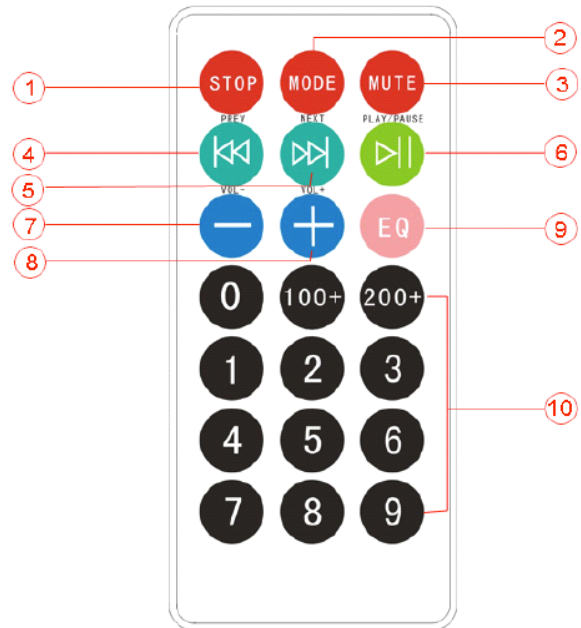 2
1 STOP MODE MUTE 3
PREV NEXT PLAY/PAUSE
4 6
5 VOL- VOL+
7 EQ 9
8
0 100+ 200+
1 2 3
10
4 5 6
7 8 9